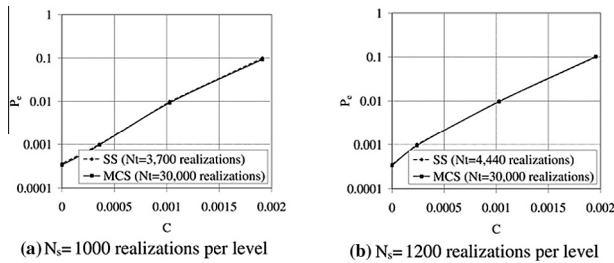 1
0.1
0.01
0.001
0.0001
Pe
SS (Nt=3,700 realizations)
MCS (Nt=30,000 realizations)
0 0.0005 0.001 0.0015 0.002
C
(a) Ns= 1000 realizations per level
1
0.1
0.01
0.001
0.0001
Pe
SS (Nt=4,440 realizations)
MCS (Nt=30,000 realizations)
0 0.0005 0.001 0.0015 0.002
C
(b) Ns= 1200 realizations per level